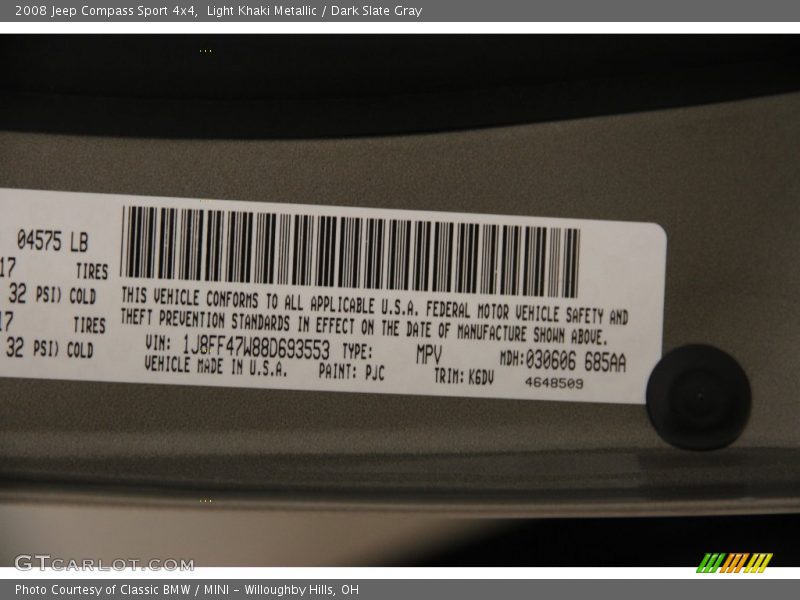 2008 Jeep Compass Sport 4x4,  Light Khaki Metallic / Dark Slate Gray
04575 LB
17 TIRES
32 PSI) COLD
17 TIRES
32 PSI) COLD
THIS VEHICLE CONFORMS TO ALL APPLICABLE U.S.A. FEDERAL MOTOR VEHICLE SAFETY AND
THEFT PREVENTION STANDARDS IN EFFECT ON THE DATE OF MANUFACTURE SHOWN ABOVE.
VIN: 1J8FF47W88D693553 TYPE: MPV MDH:030606 685AA
VEHICLE MADE IN U.S.A. PAINT: PJC TRIM: K6DV 4648509
GTCARLOT.COM
Photo Courtesy of Classic BMW / MINI - Willoughby Hills, OH